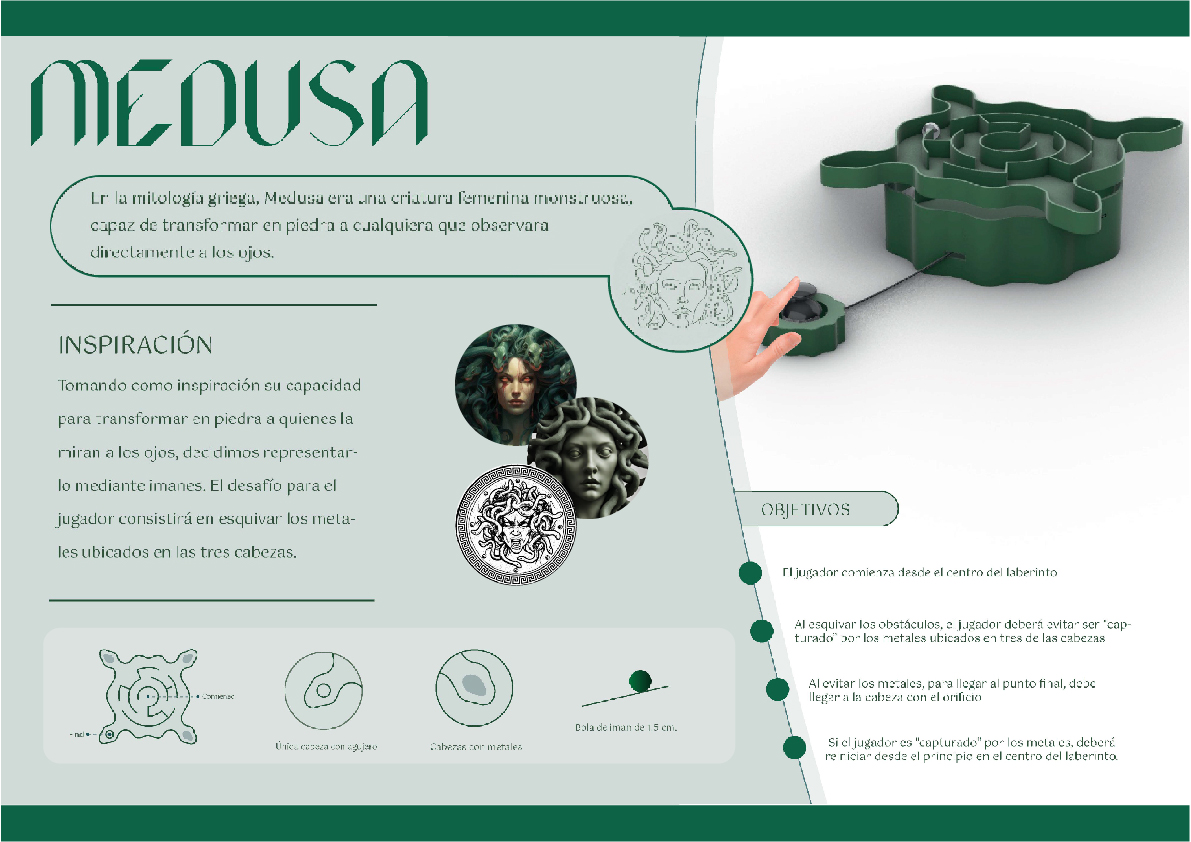 MEDUSA
En la mitología griega, Medusa era una criatura femenina monstruosa,
capaz de transformar en piedra a cualquiera que observara
directamente a los ojos.
INSPIRACIÓN
Tomando como inspiración su capacidad
para transformar en piedra a quienes la
miran a los ojos, decidimos representar-
lo mediante imanes. El desafío para el
jugador consistirá en esquivar los meta-
les ubicados en las tres cabezas.
Comienzo
Final
Única cabeza con agujero
Cabezas con metales
Bola de iman de 1.5 cm.
OBJETIVOS
El jugador comienza desde el centro del laberinto
Al esquivar los obstáculos, el jugador deberá evitar ser "cap-
turado" por los metales ubicados en tres de las cabezas
Al evitar los metales, para llegar al punto final, debe
llegar a la cabeza con el orificio
Si el jugador es "capturado" por los metales, deberá
reiniciar desde el principio en el centro del laberinto.